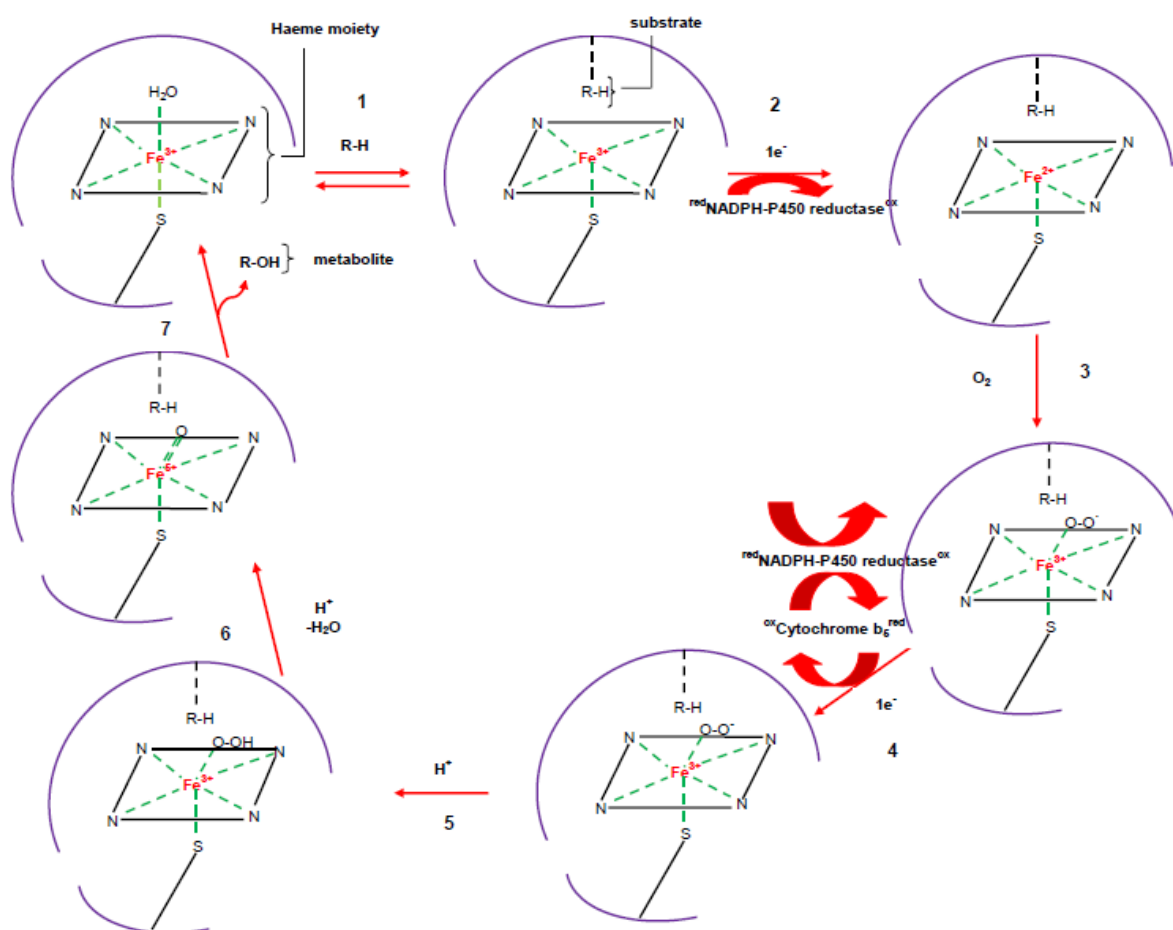 Haeme moiety
substrate
H₂O
N
N
Fe³⁺
N
N
S
1
R-H
R-H
N
N
Fe³⁺
N
N
S
2
1e⁻
redNADPH-P450 reductaseox
R-H
N
N
Fe²⁺
N
N
S
R-OH
metabolite
7
R-H
O
N
N
Fe⁵⁺
N
N
S
O₂
3
R-H
O-O⁻
N
N
Fe³⁺
N
N
S
redNADPH-P450 reductaseox
oxCytochrome b₅red
1e⁻
4
H⁺
-H₂O
6
R-H
O-O⁻
N
N
Fe³⁺
N
N
S
H⁺
5
R-H
O-OH
N
N
Fe³⁺
N
N
S